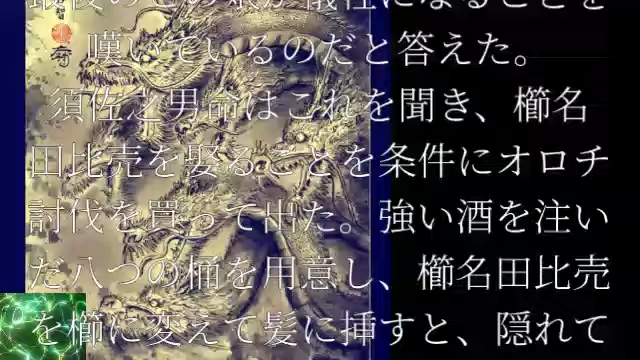 最後のこの娘が犠牲になることを
嘆いているのだと答えた。
須佐之男命はこれを聞き、櫛名
田比売を娶ることを条件にオロチ
討伐を買って出た。強い酒を注い
だ八つの桶を用意し、櫛名田比売
を櫛に変えて髪に挿すと、隠れて